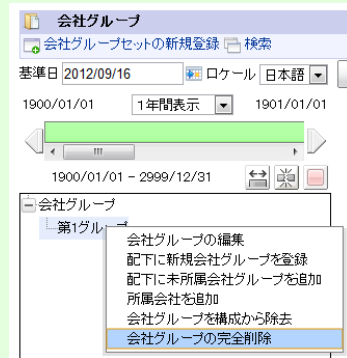 会社グループ
会社グループセットの新規登録 検索
基準日 2012/09/16 ロケール 日本語
1900/01/01 1年間表示 1901/01/01
1900/01/01 - 2999/12/31
会社グループ
第1グループ
会社グループの編集
配下に新規会社グループを登録
配下に未所属会社グループを追加
所属会社を追加
会社グループを構成から除去
会社グループの完全削除